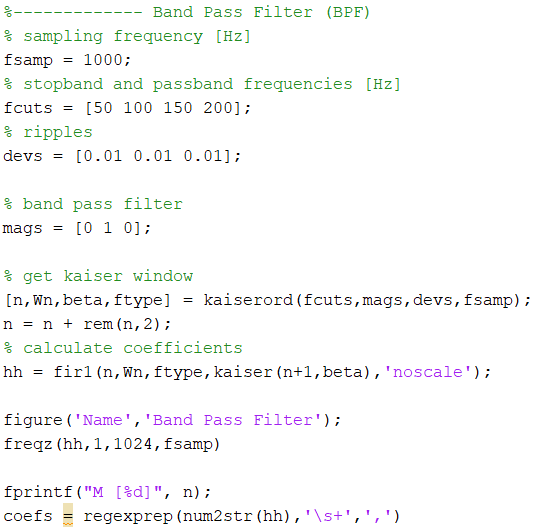 %------------- Band Pass Filter (BPF)
% sampling frequency [Hz]
fsamp = 1000;
% stopband and passband frequencies [Hz]
fcuts = [50 100 150 200];
% ripples
devs = [0.01 0.01 0.01];
% band pass filter
mags = [0 1 0];
% get kaiser window
[n,Wn,beta,ftype] = kaiserord(fcuts,mags,devs,fsamp);
n = n + rem(n,2);
% calculate coefficients
hh = fir1(n,Wn,ftype,kaiser(n+1,beta),'noscale');
figure('Name','Band Pass Filter');
freqz(hh,1,1024,fsamp)
fprintf("M [%d]", n);
coefs = regexprep(num2str(hh),'\s+',',')